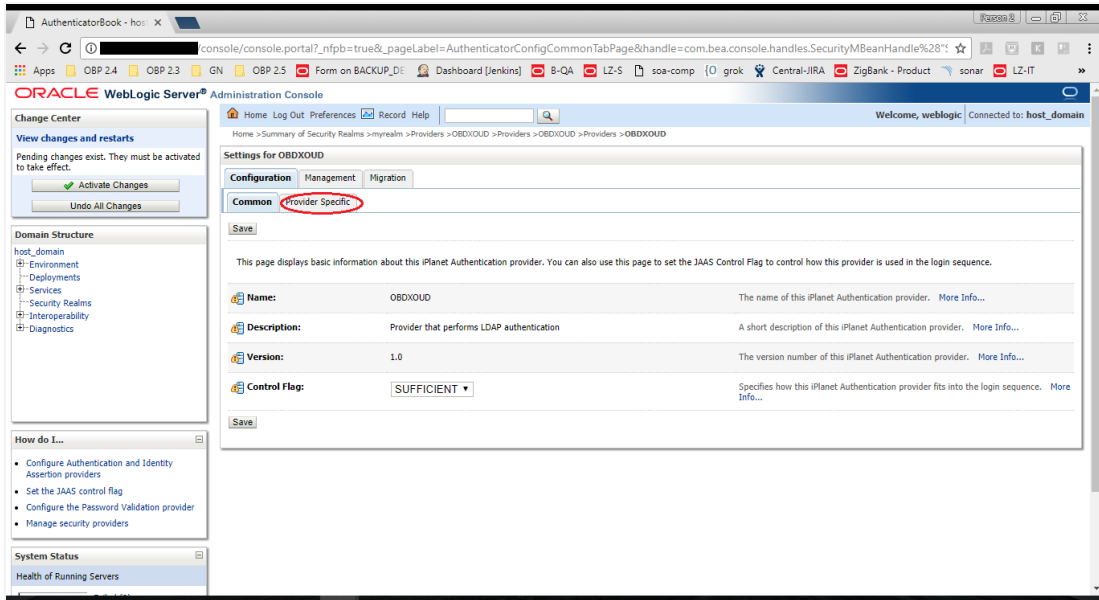 AuthenticatorBook - hos
Person 2
/console/console.portal?_nfpb=true&_pageLabel=AuthenticatorConfigCommonTabPage&handle=com.bea.console.handles.SecurityMBeanHandle%28"S
Apps OBP 2.4 OBP 2.3 GN OBP 2.5 Form on BACKUP_DE Dashboard [Jenkins] B-QA LZ-S soa-comp grok Central-JIRA ZigBank - Product sonar LZ-IT »
ORACLE WebLogic Server® Administration Console
Change Center
View changes and restarts
Pending changes exist. They must be activated
to take effect.
Activate Changes
Undo All Changes
Domain Structure
host_domain
Environment
Deployments
Services
Security Realms
Interoperability
Diagnostics
How do I...
Configure Authentication and Identity
Assertion providers
Set the JAAS control flag
Configure the Password Validation provider
Manage security providers
System Status
Health of Running Servers
Home Log Out Preferences Record Help
Welcome, weblogic Connected to: host_domain
Home >Summary of Security Realms >myrealm >Providers >OBDXOUD >Providers >OBDXOUD >Providers >OBDXOUD
Settings for OBDXOUD
Configuration Management Migration
Common Provider Specific
Save
This page displays basic information about this iPlanet Authentication provider. You can also use this page to set the JAAS Control Flag to control how this provider is used in the login sequence.
Name: OBDXOUD The name of this iPlanet Authentication provider. More Info...
Description: Provider that performs LDAP authentication A short description of this iPlanet Authentication provider. More Info...
Version: 1.0 The version number of this iPlanet Authentication provider. More Info...
Control Flag: SUFFICIENT Specifies how this iPlanet Authentication provider fits into the login sequence. More
Info...
Save